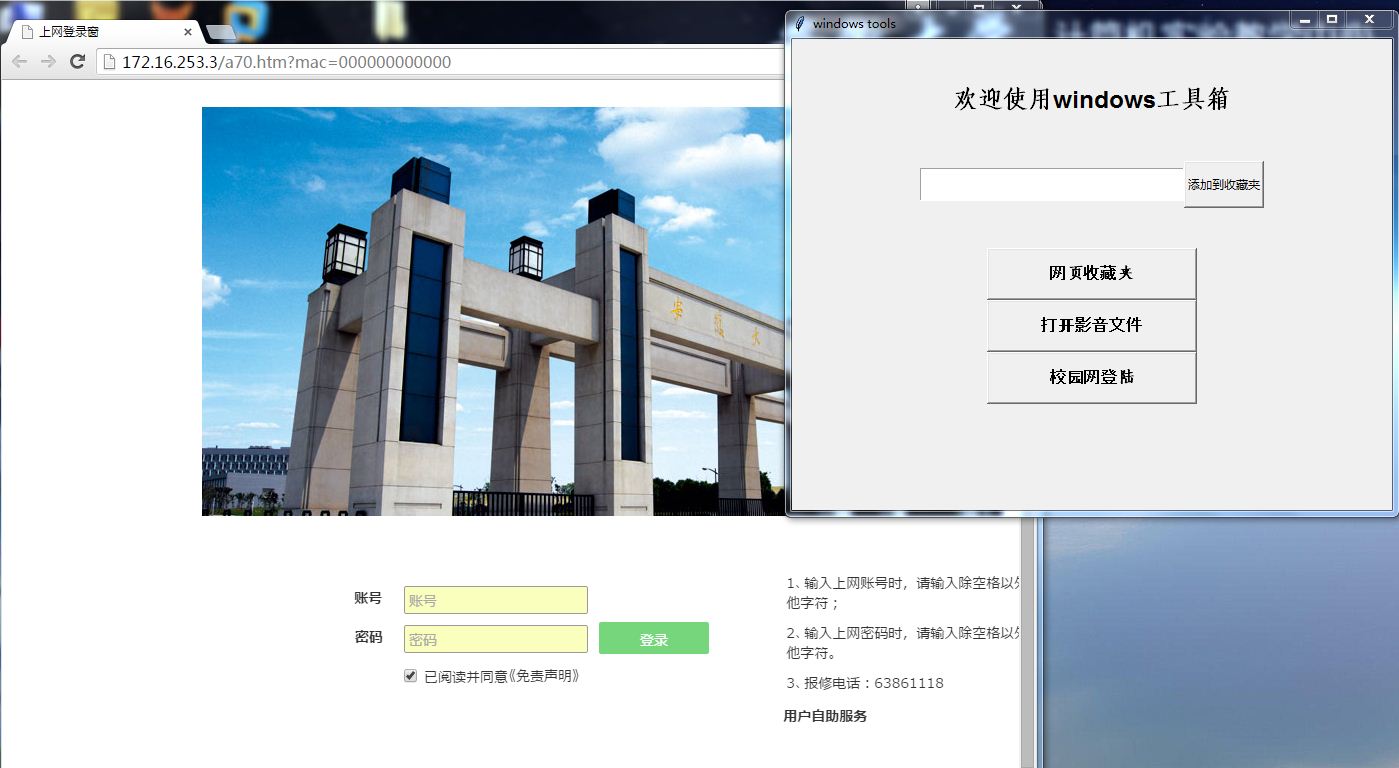 上网登录窗
172.16.253.3/a70.htm?mac=000000000000
windows tools
欢迎使用windows工具箱
添加到收藏夹
网页收藏夹
打开影音文件
校园网登陆
账号
账号
密码
密码
登录
已阅读并同意《免责声明》
1、输入上网账号时，请输入除空格以
他字符；
2、输入上网密码时，请输入除空格以
他字符。
3、报修电话：63861118
用户自助服务